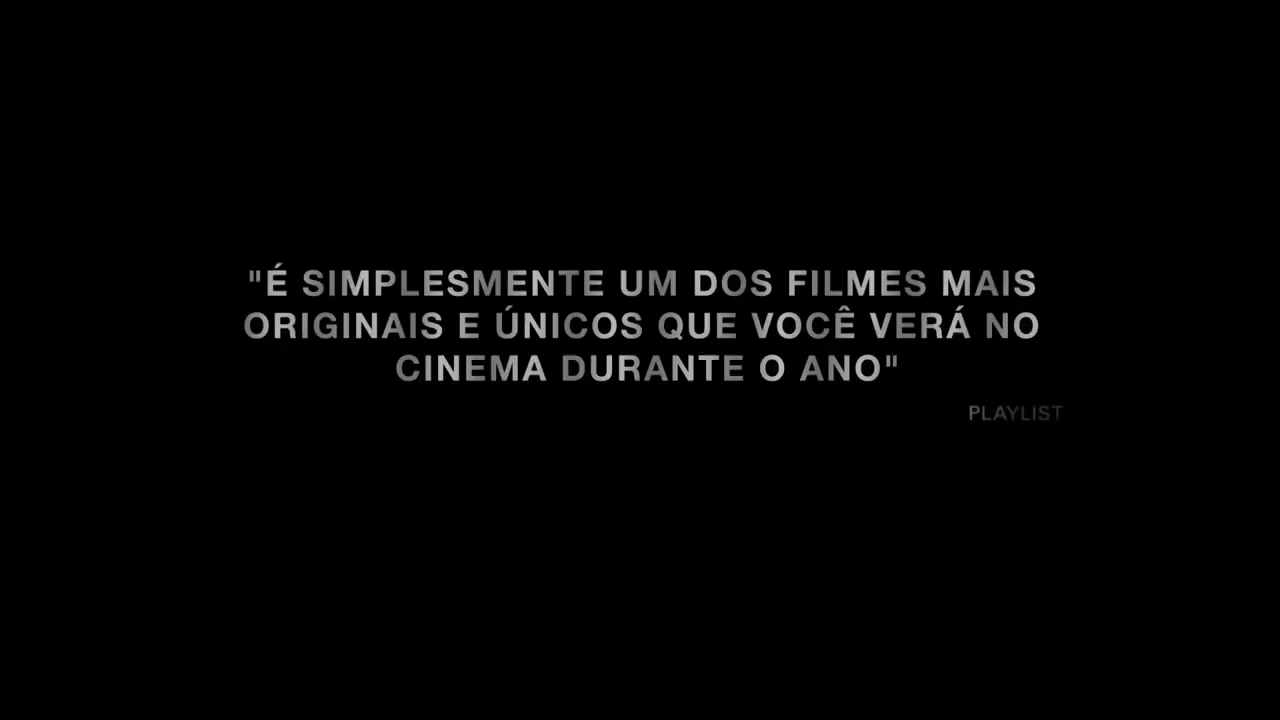 "É SIMPLESMENTE UM DOS FILMES MAIS
ORIGINAIS E ÚNICOS QUE VOCÊ VERÁ NO
CINEMA DURANTE O ANO"
PLAYLIST